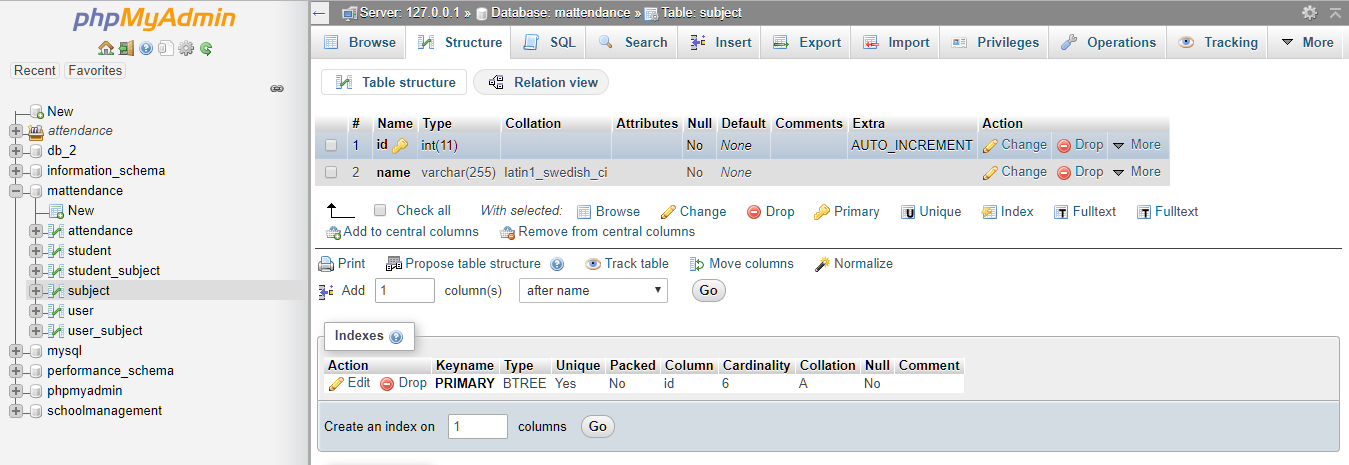 phpMyAdmin
Recent Favorites
New
attendance
db_2
information_schema
mattendance
New
attendance
student
student_subject
subject
user
user_subject
mysql
performance_schema
phpmyadmin
schoolmanagement
Server: 127.0.0.1 » Database: mattendance » Table: subject
Browse Structure SQL Search Insert Export Import Privileges Operations Tracking More
Table structure Relation view
# Name Type Collation Attributes Null Default Comments Extra Action
1 id int(11) No None AUTO_INCREMENT Change Drop More
2 name varchar(255) latin1_swedish_ci No None Change Drop More
Check all With selected: Browse Change Drop Primary U Unique Index T Fulltext T Fulltext
Add to central columns Remove from central columns
Print Propose table structure Track table Move columns Normalize
Add 1 column(s) after name Go
Indexes
Action Keyname Type Unique Packed Column Cardinality Collation Null Comment
Edit Drop PRIMARY BTREE Yes No id 6 A No
Create an index on 1 columns Go